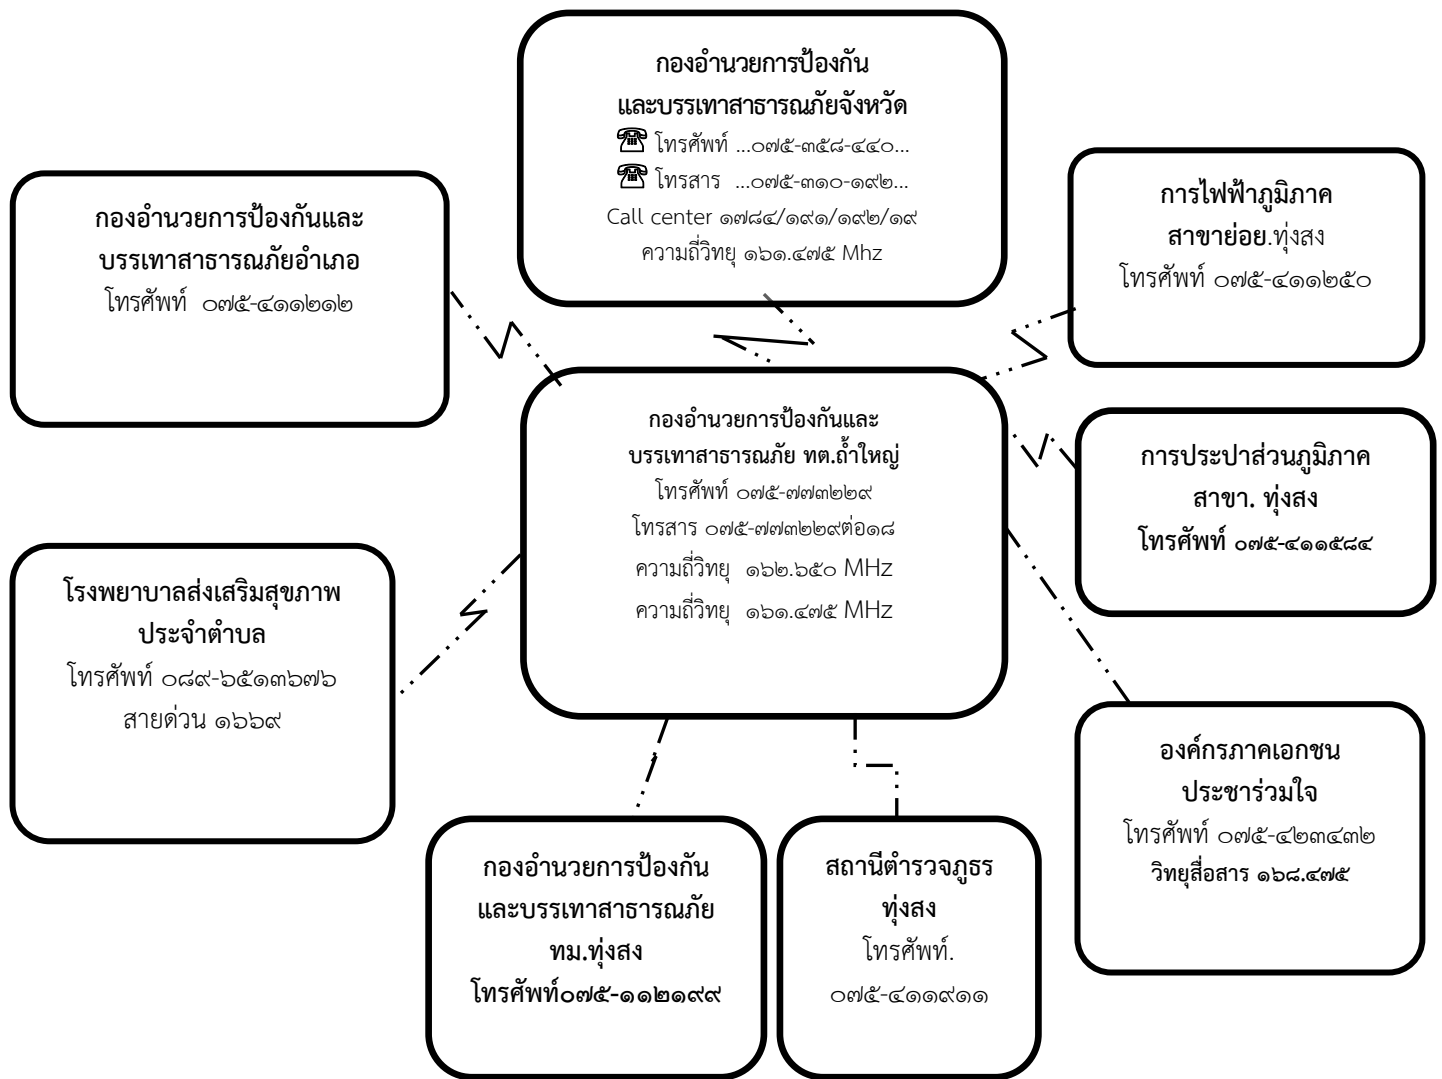 กองอำนวยการป้องกัน
และบรรเทาสาธารณภัยจังหวัด
โทรศัพท์ ...๐๗๕-๓๕๘-๔๔๐...
โทรสาร ...๐๗๕-๓๑๐-๑๙๒...
Call center ๑๗๘๔/๑๙๑/๑๙๒/๑๙
ความถี่วิทยุ ๑๖๑.๔๗๕ Mhz
กองอำนวยการป้องกันและ
บรรเทาสาธารณภัยอำเภอ
โทรศัพท์ ๐๗๕-๔๑๑๒๑๒
การไฟฟ้าภูมิภาค
สาขาย่อย.ทุ่งสง
โทรศัพท์ ๐๗๕-๔๑๑๒๕๐
กองอำนวยการป้องกันและ
บรรเทาสาธารณภัย ทต.ถ้ำใหญ่
โทรศัพท์ ๐๗๕-๗๗๓๒๒๙
โทรสาร ๐๗๕-๗๗๓๒๒๙ต่อ๑๘
ความถี่วิทยุ ๑๖๒.๖๕๐ MHz
ความถี่วิทยุ ๑๖๑.๔๗๕ MHz
การประปาส่วนภูมิภาค
สาขา. ทุ่งสง
โทรศัพท์ ๐๗๕-๔๑๑๕๘๔
โรงพยาบาลส่งเสริมสุขภาพ
ประจำตำบล
โทรศัพท์ ๐๘๙-๖๕๑๓๖๗๖
สายด่วน ๑๖๖๙
องค์กรภาคเอกชน
ประชาร่วมใจ
โทรศัพท์ ๐๗๕-๔๒๓๔๓๒
วิทยุสื่อสาร ๑๖๘.๔๗๕
กองอำนวยการป้องกัน
และบรรเทาสาธารณภัย
ทม.ทุ่งสง
โทรศัพท์๐๗๕-๑๑๒๑๙๙
สถานีตำรวจภูธร
ทุ่งสง
โทรศัพท์.
๐๗๕-๔๑๑๙๑๑